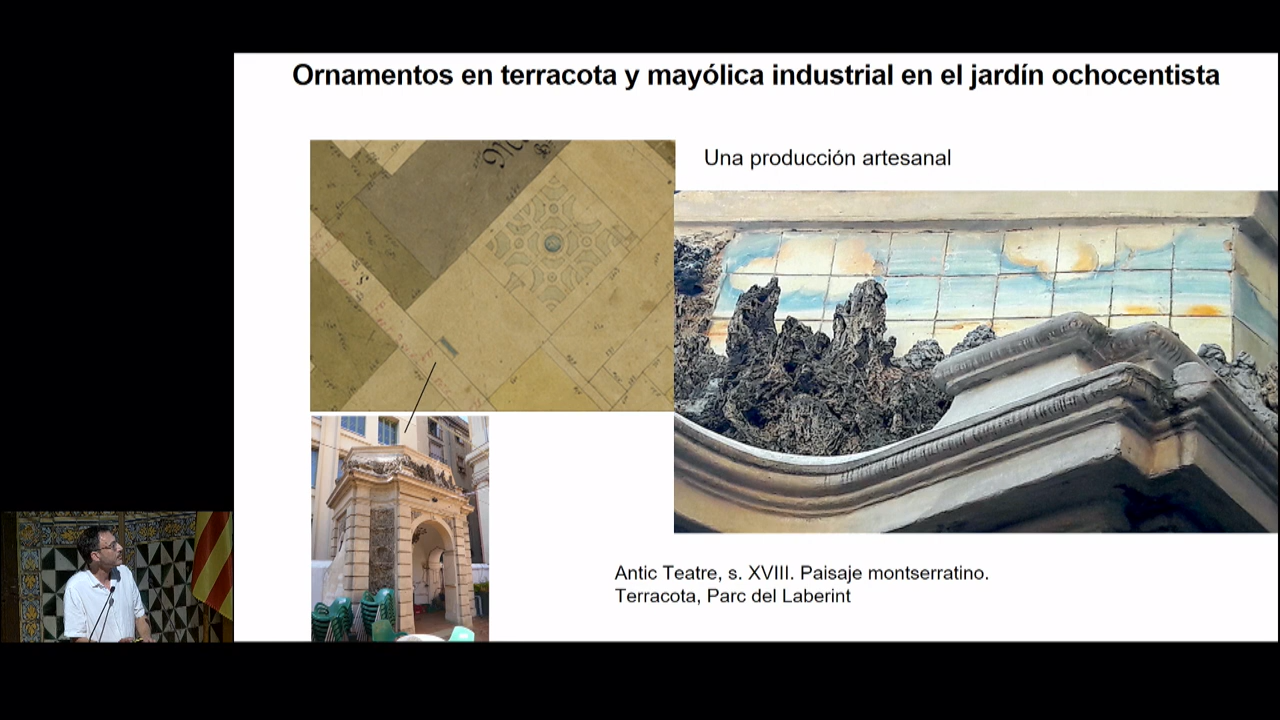 Ornamentos en terracota y mayólica industrial en el jardín ochocentista
Una producción artesanal
Antic Teatre, s. XVIII. Paisaje montserratino.
Terracota, Parc del Laberint